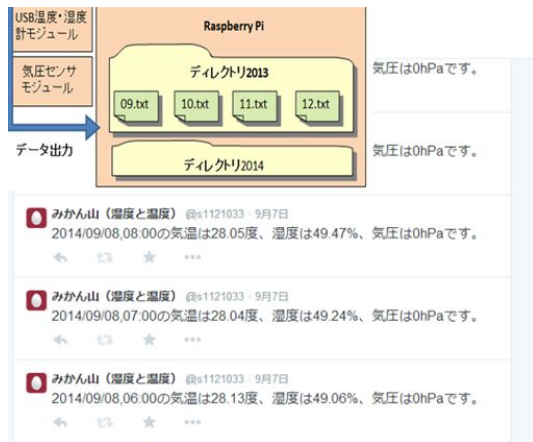 USB温度・湿度
計モジュール
気圧センサ
モジュール
データ出力
Raspberry Pi
ディレクトリ2013
09.txt
10.txt
11.txt
12.txt
ディレクトリ2014
気圧は0hPaです。
気圧は0hPaです。
みかん山（湿度と温度） @s1121033 · 9月7日
2014/09/08,08:00の気温は28.05度、湿度は49.47%、気圧は0hPaです。
みかん山（湿度と温度） @s1121033 · 9月7日
2014/09/08,07:00の気温は28.04度、湿度は49.24%、気圧は0hPaです。
みかん山（湿度と温度） @s1121033 · 9月7日
2014/09/08,06:00の気温は28.13度、湿度は49.06%、気圧は0hPaです。